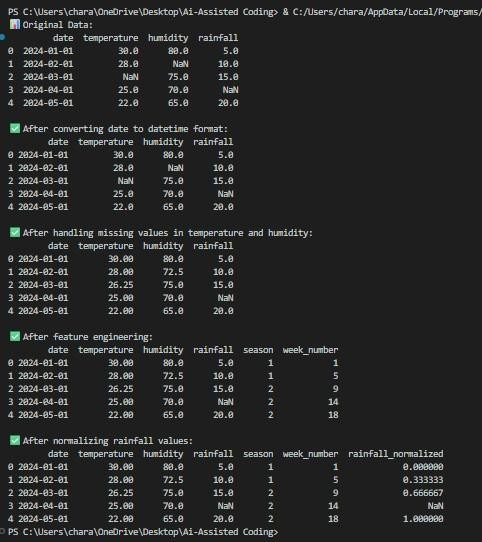 PS C:\Users\chara\OneDrive\Desktop\Ai-Assisted Coding> & C:/Users/chara/AppData/Local/Programs/
📊 Original Data:
         date  temperature  humidity  rainfall
0  2024-01-01         30.0      80.0       5.0
1  2024-02-01         28.0       NaN      10.0
2  2024-03-01          NaN      75.0      15.0
3  2024-04-01         25.0      70.0       NaN
4  2024-05-01         22.0      65.0      20.0
✅ After converting date to datetime format:
        date  temperature  humidity  rainfall
0 2024-01-01         30.0      80.0       5.0
1 2024-02-01         28.0       NaN      10.0
2 2024-03-01          NaN      75.0      15.0
3 2024-04-01         25.0      70.0       NaN
4 2024-05-01         22.0      65.0      20.0
✅ After handling missing values in temperature and humidity:
        date  temperature  humidity  rainfall
0 2024-01-01        30.00      80.0       5.0
1 2024-02-01        28.00      72.5      10.0
2 2024-03-01        26.25      75.0      15.0
3 2024-04-01        25.00      70.0       NaN
4 2024-05-01        22.00      65.0      20.0
✅ After feature engineering:
        date  temperature  humidity  rainfall  season  week_number
0 2024-01-01        30.00      80.0       5.0       1            1
1 2024-02-01        28.00      72.5      10.0       1            5
2 2024-03-01        26.25      75.0      15.0       2            9
3 2024-04-01        25.00      70.0       NaN       2           14
4 2024-05-01        22.00      65.0      20.0       2           18
✅ After normalizing rainfall values:
        date  temperature  humidity  rainfall  season  week_number  rainfall_normalized
0 2024-01-01        30.00      80.0       5.0       1            1             0.000000
1 2024-02-01        28.00      72.5      10.0       1            5             0.333333
2 2024-03-01        26.25      75.0      15.0       2            9             0.666667
3 2024-04-01        25.00      70.0       NaN       2           14                  NaN
4 2024-05-01        22.00      65.0      20.0       2           18             1.000000
PS C:\Users\chara\OneDrive\Desktop\Ai-Assisted Coding>